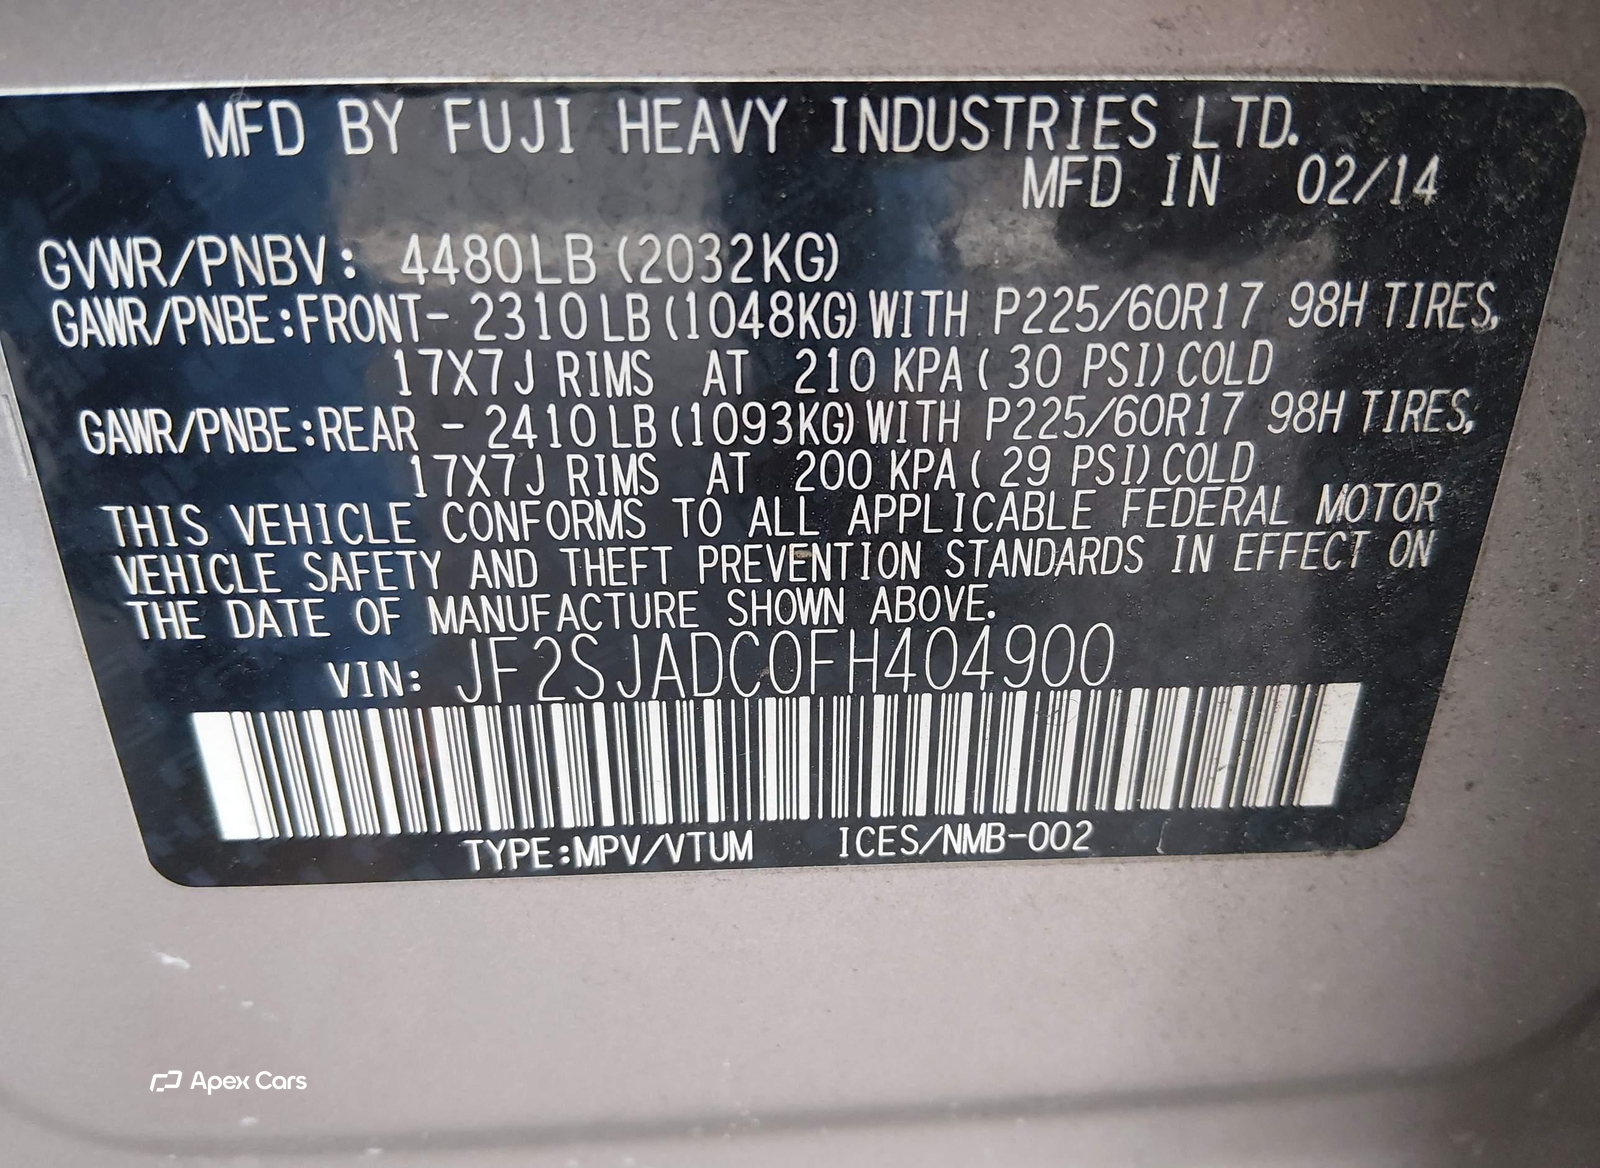 MFD BY FUJI HEAVY INDUSTRIES LTD.
MFD IN 02/14
GVWR/PNBV: 4480LB (2032KG)
GAWR/PNBE:FRONT- 2310LB (1048KG) WITH P225/60R17 98H TIRES,
17X7J RIMS AT 210 KPA ( 30 PSI) COLD
GAWR/PNBE:REAR - 2410LB (1093KG) WITH P225/60R17 98H TIRES,
17X7J RIMS AT 200 KPA ( 29 PSI) COLD
THIS VEHICLE CONFORMS TO ALL APPLICABLE FEDERAL MOTOR
VEHICLE SAFETY AND THEFT PREVENTION STANDARDS IN EFFECT ON
THE DATE OF MANUFACTURE SHOWN ABOVE.
VIN: JF2SJADC0FH404900
TYPE:MPV/VTUM ICES/NMB-002
Apex Cars